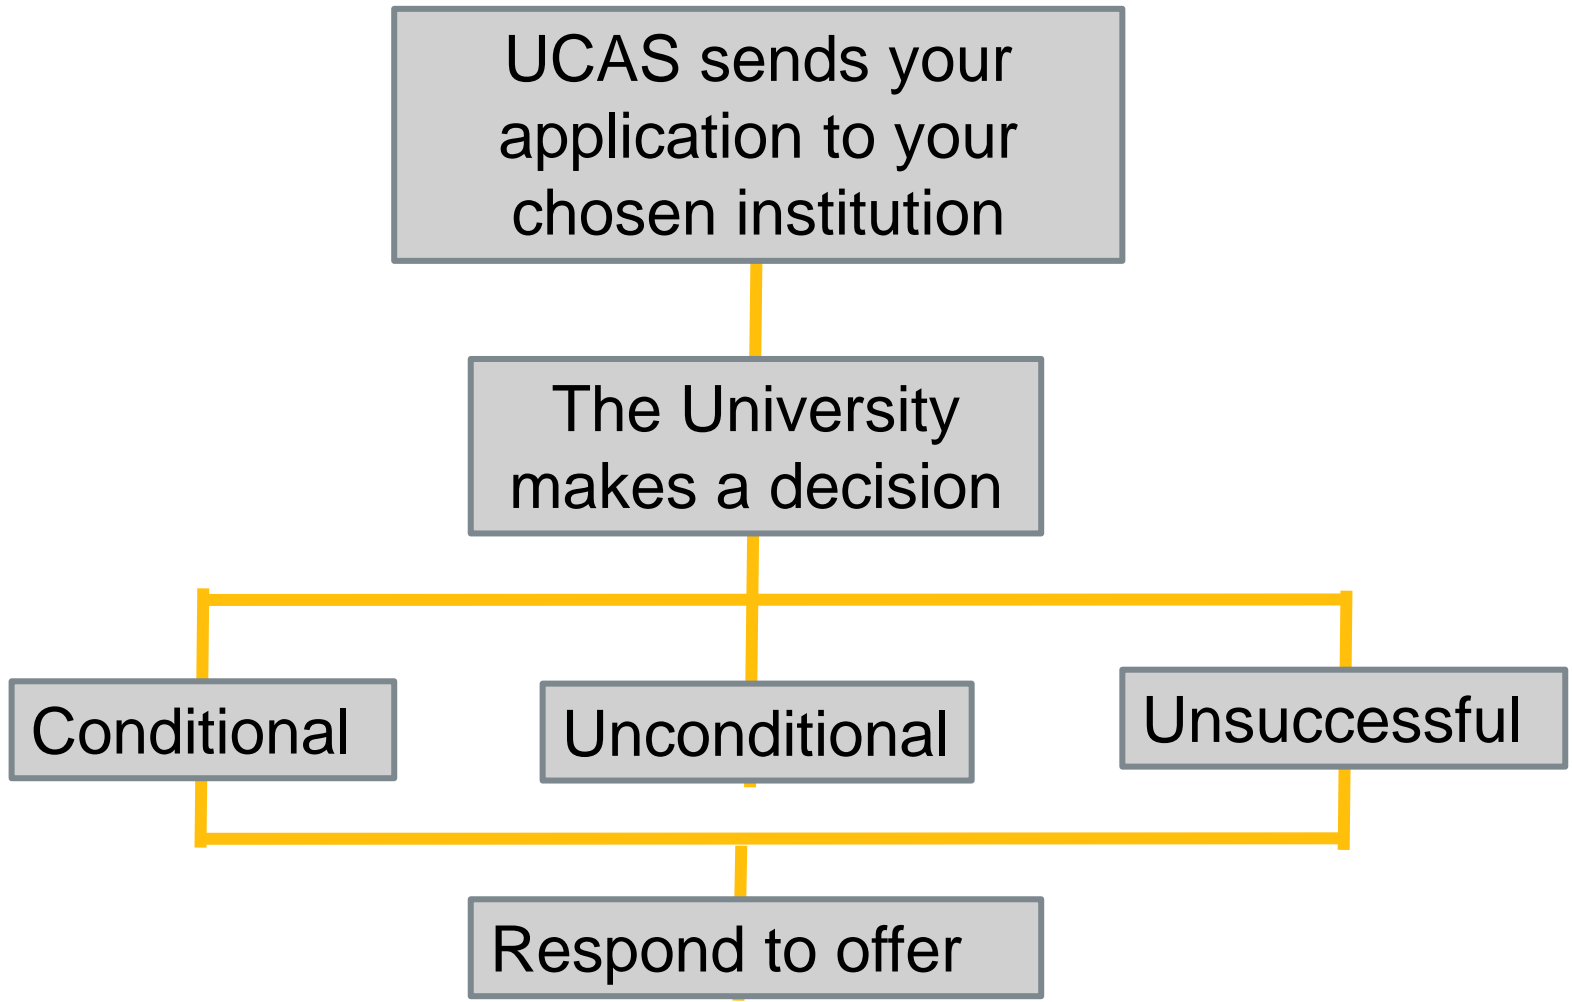 UCAS sends your
application to your
chosen institution
The University
makes a decision
Conditional
Unconditional
Unsuccessful
Respond to offer